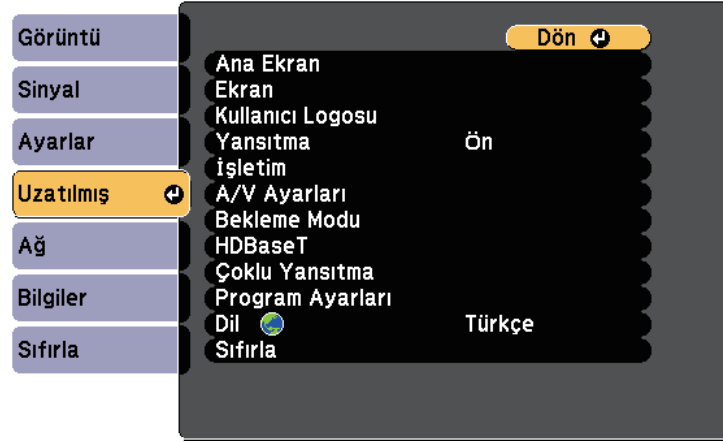 Görüntü
Sinyal
Ayarlar
Uzatılmış
Ağ
Bilgiler
Sıfırla
Dön
Ana Ekran
Ekran
Kullanıcı Logosu
Yansıtma Ön
İşletim
A/V Ayarları
Bekleme Modu
HDBaseT
Çoklu Yansıtma
Program Ayarları
Dil Türkçe
Sıfırla